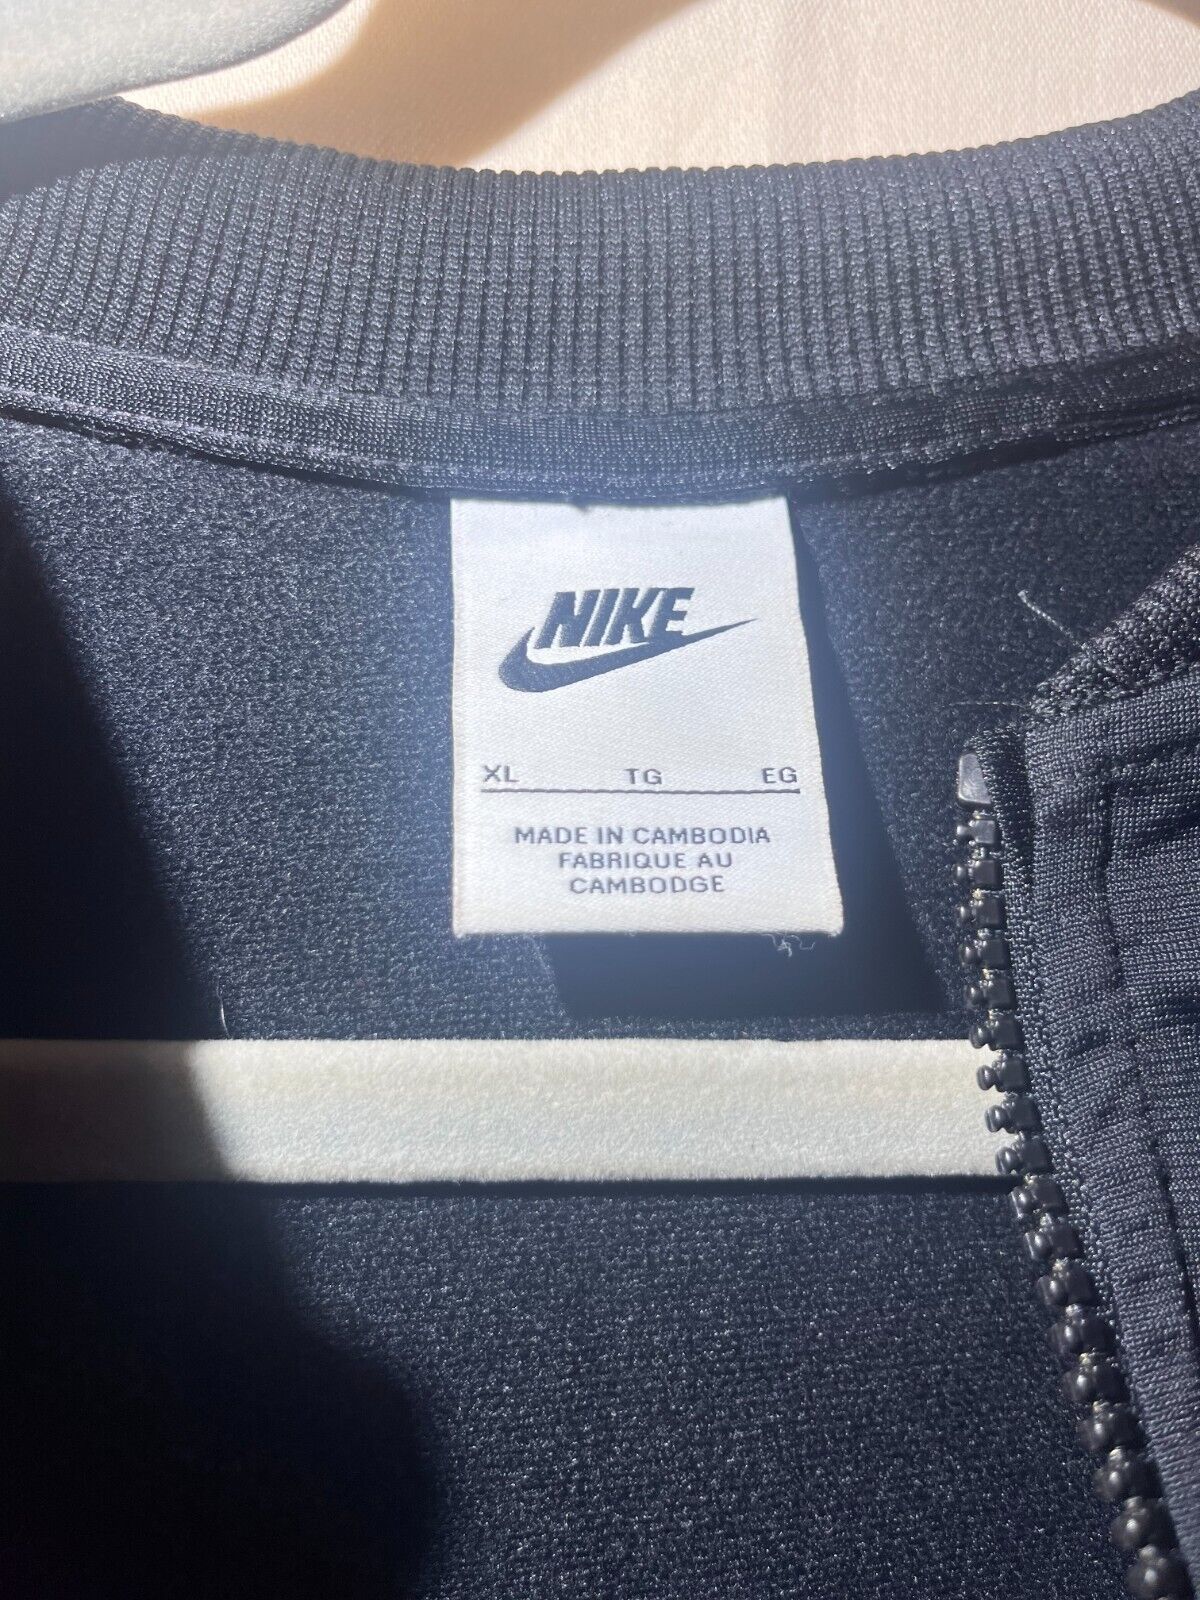 NIKE
XL TG EG
MADE IN CAMBODIA
FABRIQUE AU
CAMBODGE